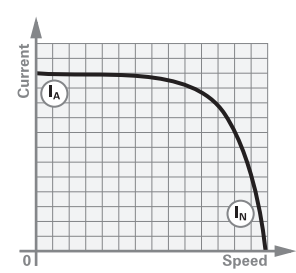 Current
I_A
I_N
0
Speed